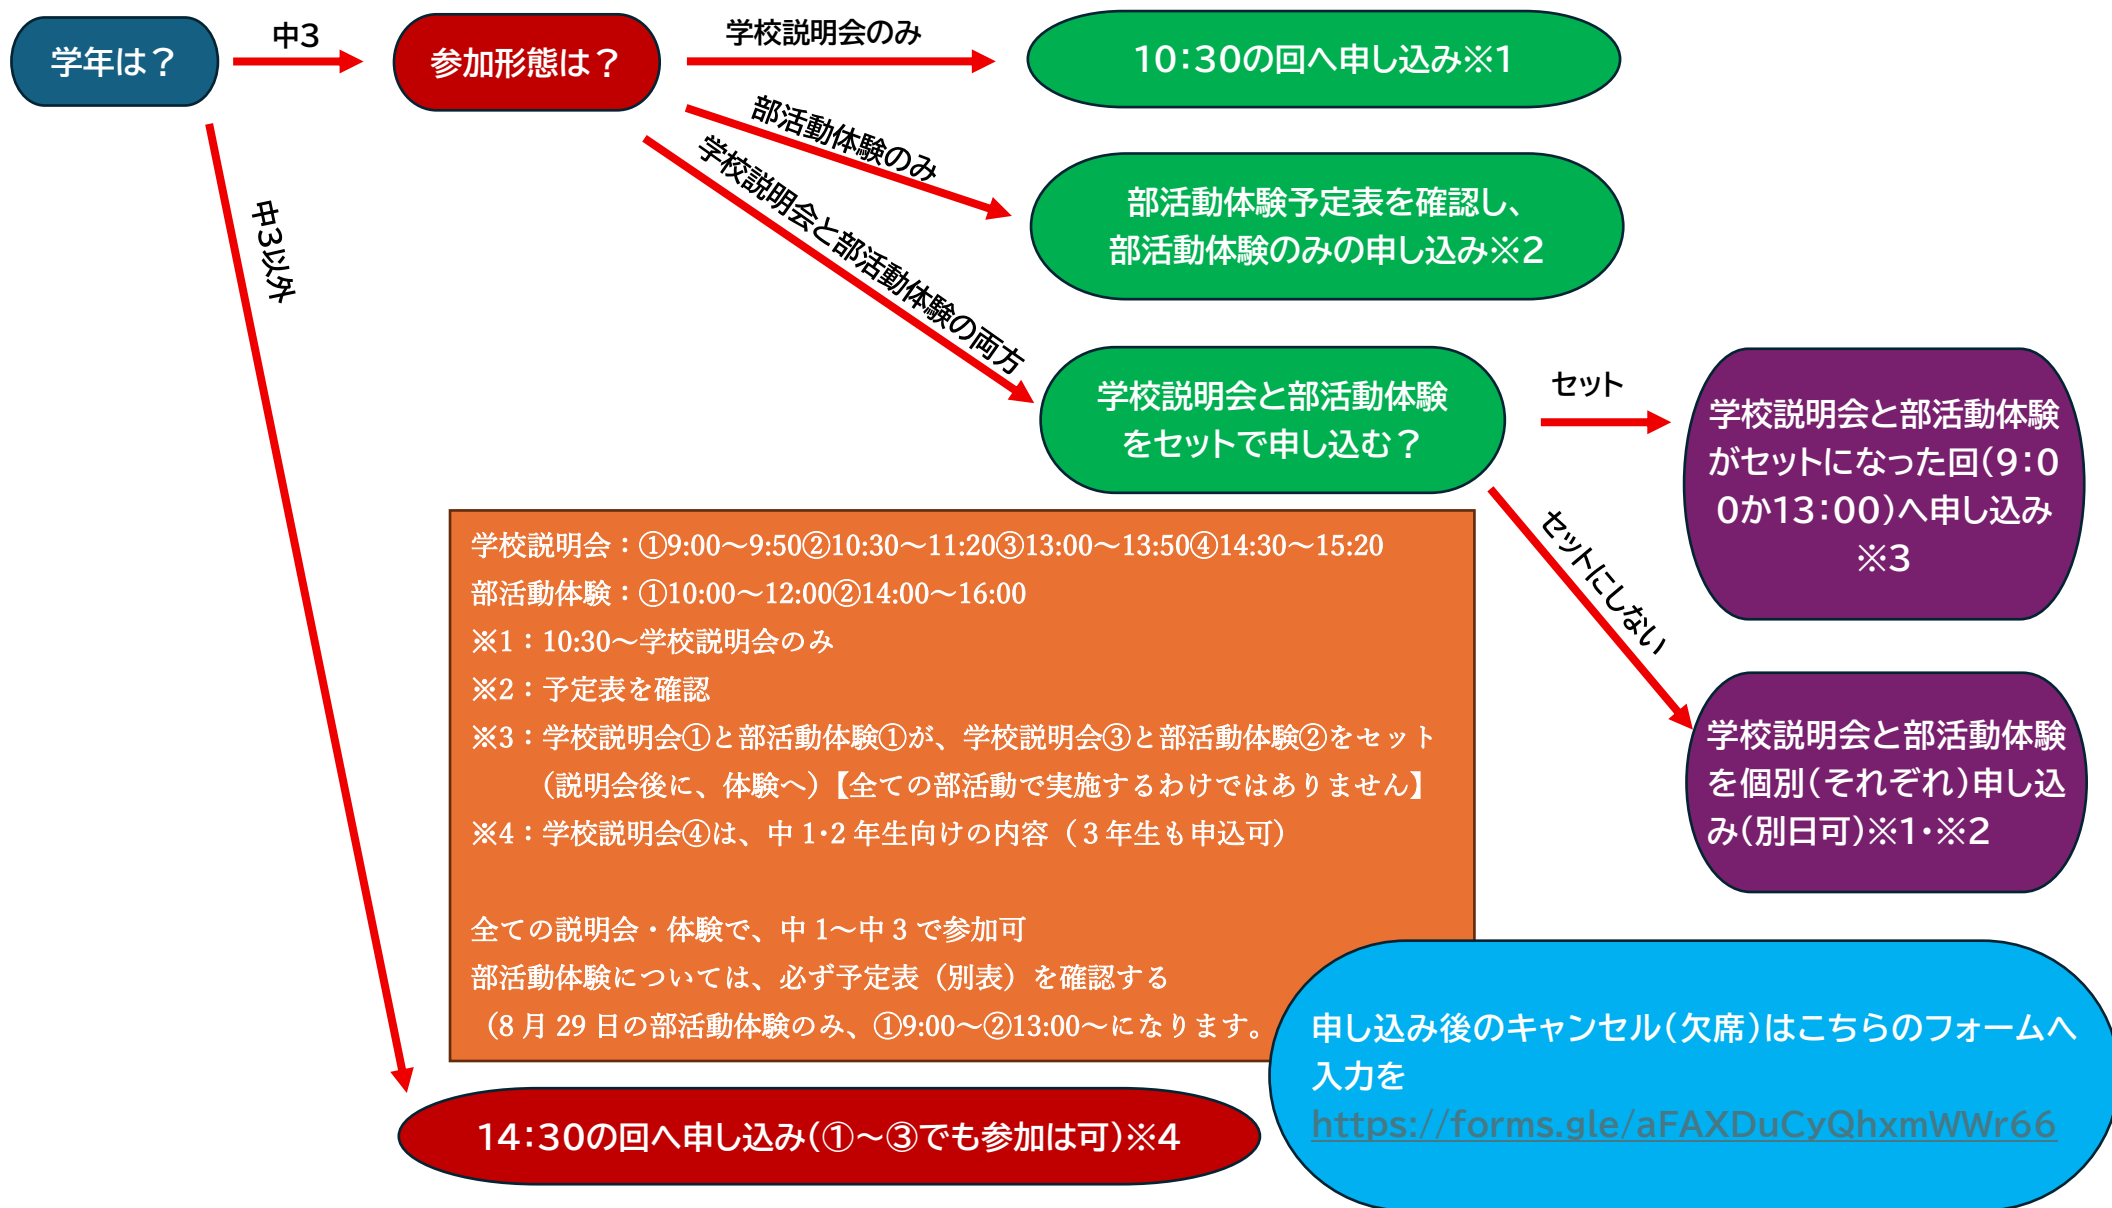 学年は？
中3
参加形態は？
学校説明会のみ
10：30の回へ申し込み※1
部活動体験のみ
部活動体験予定表を確認し、
部活動体験のみの申し込み※2
学校説明会と部活動体験の両方
学校説明会と部活動体験
をセットで申し込む？
セット
学校説明会と部活動体験
がセットになった回（9：0
0か13：00）へ申し込み
※3
セットにしない
学校説明会と部活動体験
を個別（それぞれ）申し込
み（別日可）※1・※2
中3以外
学校説明会：①9:00～9:50②10:30～11:20③13:00～13:50④14:30～15:20
部活動体験：①10:00～12:00②14:00～16:00
※1：10:30～学校説明会のみ
※2：予定表を確認
※3：学校説明会①と部活動体験①が、学校説明会③と部活動体験②をセット
（説明会後に、体験へ）【全ての部活動で実施するわけではありません】
※4：学校説明会④は、中1・2年生向けの内容（3年生も申込可）
全ての説明会・体験で、中1～中3で参加可
部活動体験については、必ず予定表（別表）を確認する
（8月29日の部活動体験のみ、①9:00～②13:00～になります。
14：30の回へ申し込み（①～③でも参加は可）※4
申し込み後のキャンセル（欠席）はこちらのフォームへ
入力を
https://forms.gle/aFAXDuCyQhxmWWr66